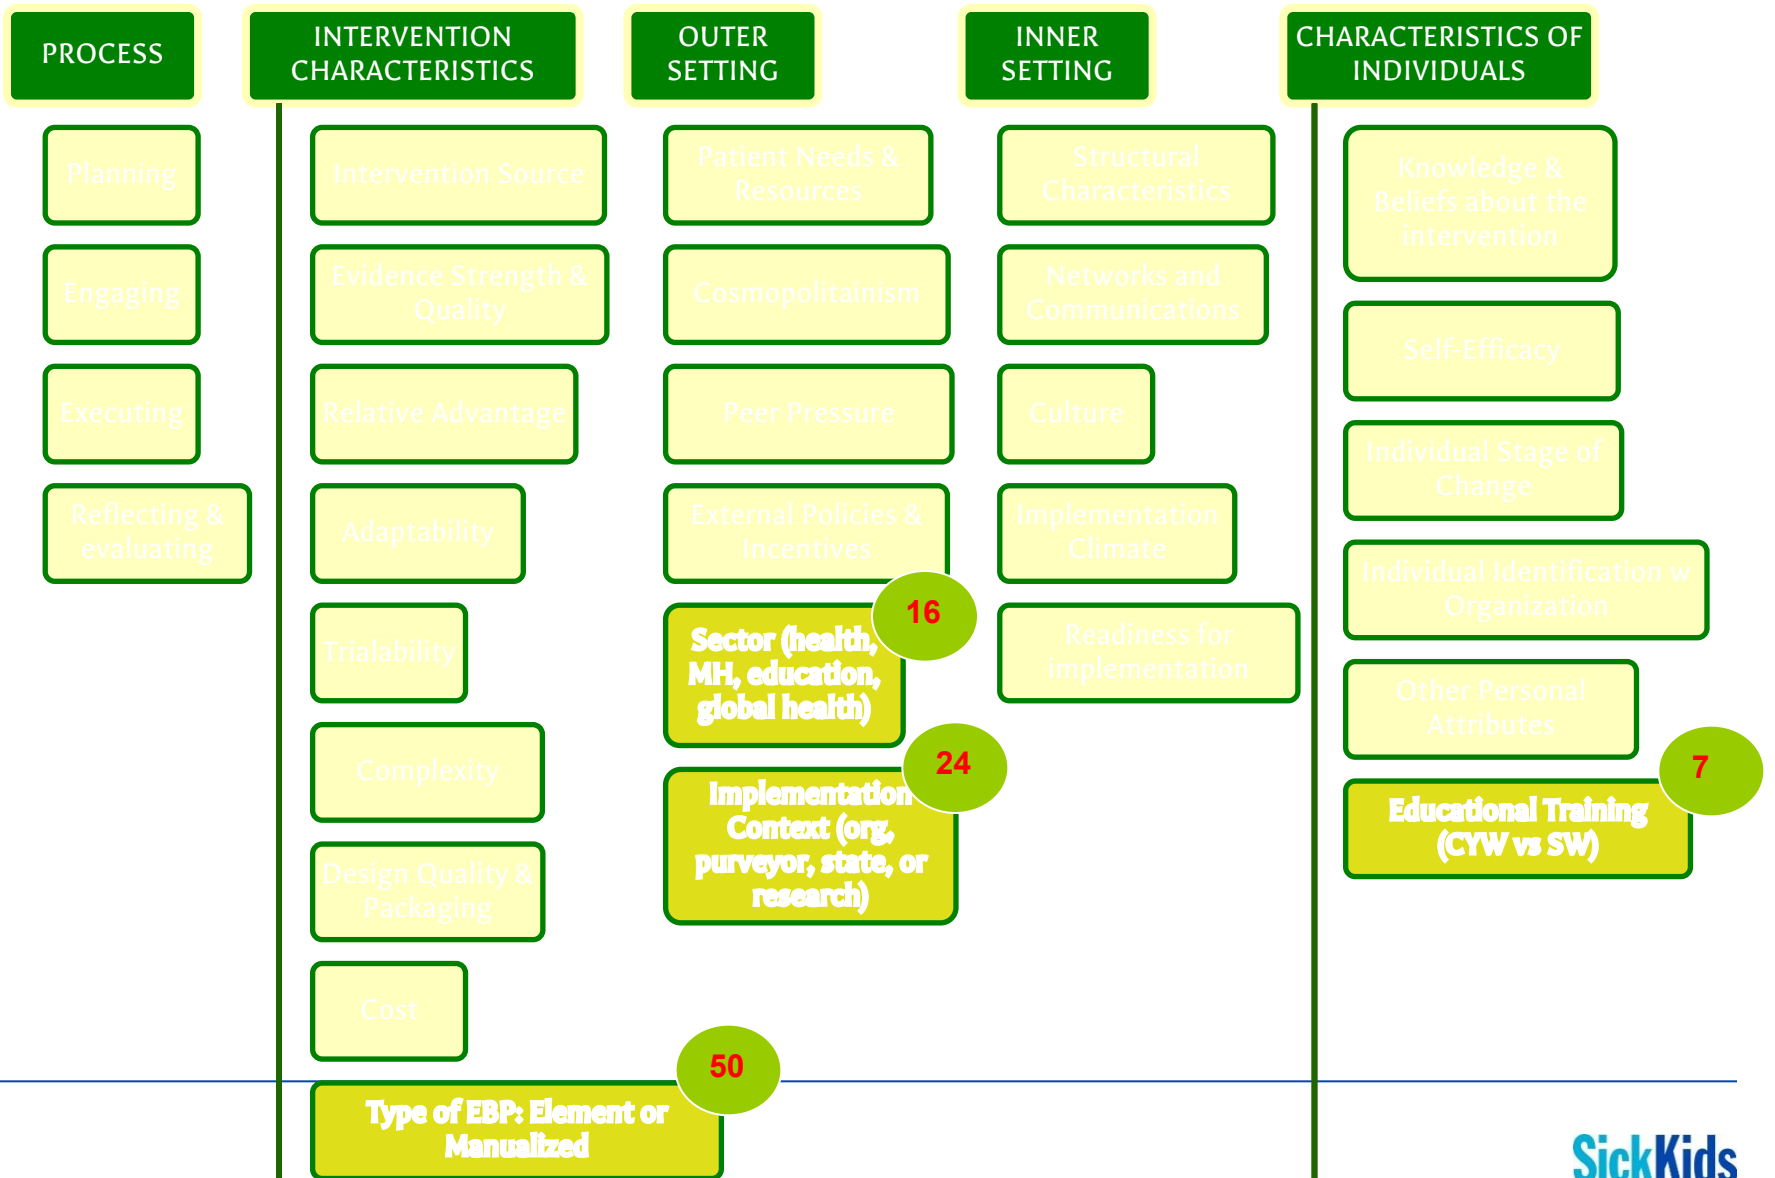 PROCESS
Planning
Engaging
Executing
Reflecting &
evaluating
INTERVENTION
CHARACTERISTICS
Intervention Source
Evidence Strength &
Quality
Relative Advantage
Adaptability
Trialability
Complexity
Design Quality &
Packaging
Cost
50
Type of EBP: Element or
Manualized
OUTER
SETTING
Patient Needs &
Resources
Cosmopolitainism
Peer Pressure
External Policies &
Incentives
16
Sector (health,
MH, education,
global health)
24
Implementation
Context (org,
purveyor, state, or
research)
INNER
SETTING
Structural
Characteristics
Networks and
Communications
Culture
Implementation
Climate
Readiness for
implementation
CHARACTERISTICS OF
INDIVIDUALS
Knowledge &
Beliefs about the
intervention
Self-Efficacy
Individual Stage of
Change
Individual Identification w
Organization
Other Personal
Attributes
7
Educational Training
(CYW vs SW)
SickKids